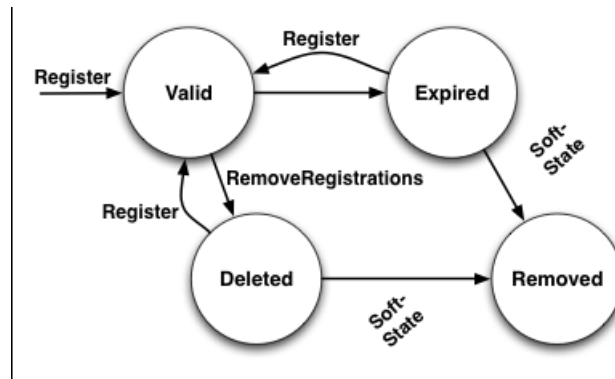 Register
Register
Valid
Expired
Soft-
State
RemoveRegistrations
Register
Deleted
Removed
Soft-
State